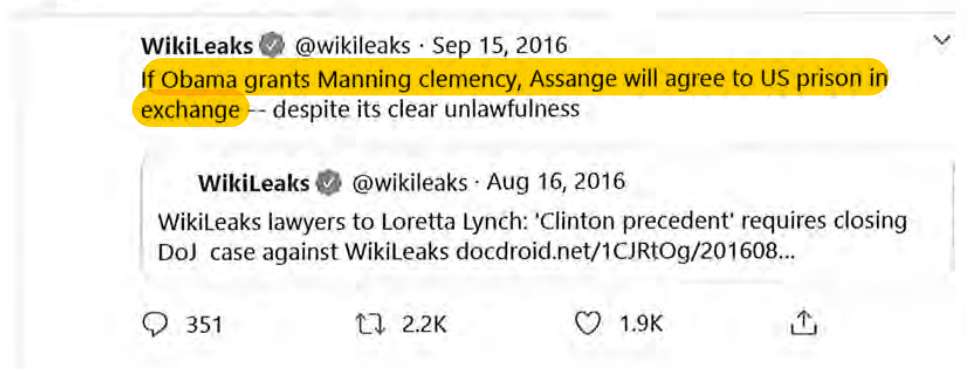 WikiLeaks @wikileaks · Sep 15, 2016
If Obama grants Manning clemency, Assange will agree to US prison in
exchange -- despite its clear unlawfulness
WikiLeaks @wikileaks · Aug 16, 2016
WikiLeaks lawyers to Loretta Lynch: 'Clinton precedent' requires closing
DoJ case against WikiLeaks docdroid.net/1CJRtOg/201608...
351 2.2K 1.9K